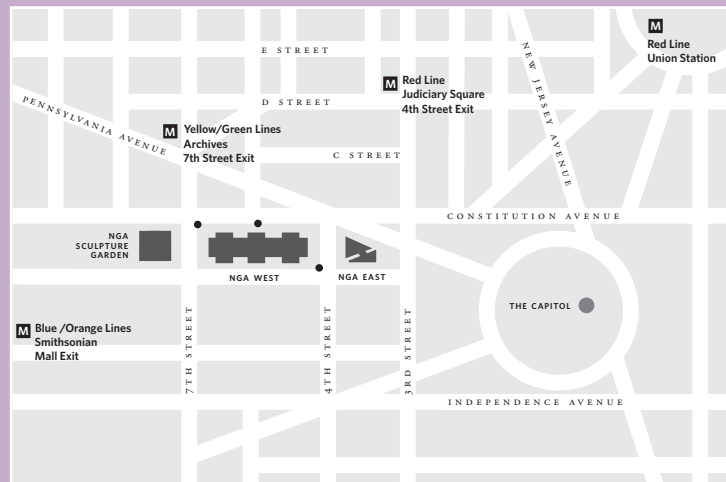 E STREET
M
Red Line
Union Station
M
Red Line
Judiciary Square
4th Street Exit
NEW JERSEY AVENUE
PENNSYLVANIA AVENUE
D STREET
M
Yellow/Green Lines
Archives
7th Street Exit
C STREET
CONSTITUTION AVENUE
NGA
SCULPTURE
GARDEN
NGA WEST
NGA EAST
THE CAPITOL
M
Blue /Orange Lines
Smithsonian
Mall Exit
7TH STREET
4TH STREET
3RD STREET
INDEPENDENCE AVENUE